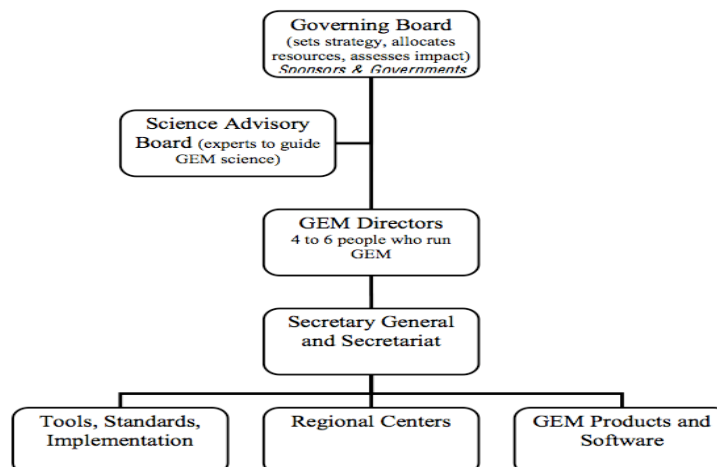 Governing Board
(sets strategy, allocates
resources, assesses impact)
Sponsors & Governments
Science Advisory
Board (experts to guide
GEM science)
GEM Directors
4 to 6 people who run
GEM
Secretary General
and Secretariat
Tools, Standards,
Implementation
Regional Centers
GEM Products and
Software